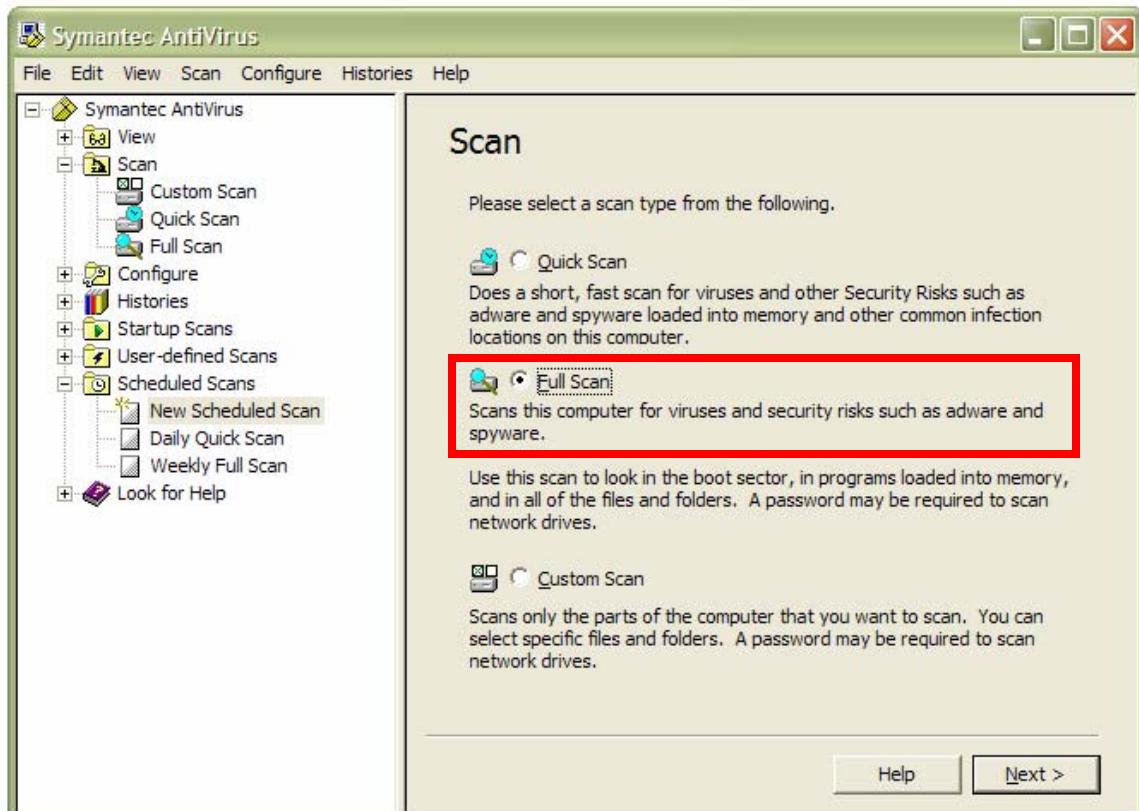 Symantec AntiVirus
File Edit View Scan Configure Histories Help
Symantec AntiVirus
View
Scan
Custom Scan
Quick Scan
Full Scan
Configure
Histories
Startup Scans
User-defined Scans
Scheduled Scans
New Scheduled Scan
Daily Quick Scan
Weekly Full Scan
Look for Help
Scan
Please select a scan type from the following.
Quick Scan
Does a short, fast scan for viruses and other Security Risks such as
adware and spyware loaded into memory and other common infection
locations on this computer.
Full Scan
Scans this computer for viruses and security risks such as adware and
spyware.
Use this scan to look in the boot sector, in programs loaded into memory,
and in all of the files and folders. A password may be required to scan
network drives.
Custom Scan
Scans only the parts of the computer that you want to scan. You can
select specific files and folders. A password may be required to scan
network drives.
Help
Next >